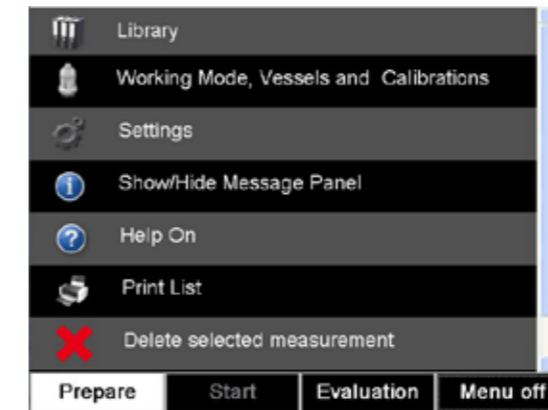 Library
Working Mode, Vessels and Calibrations
Settings
Show/Hide Message Panel
Help On
Print List
Delete selected measurement
Prepare Start Evaluation Menu off